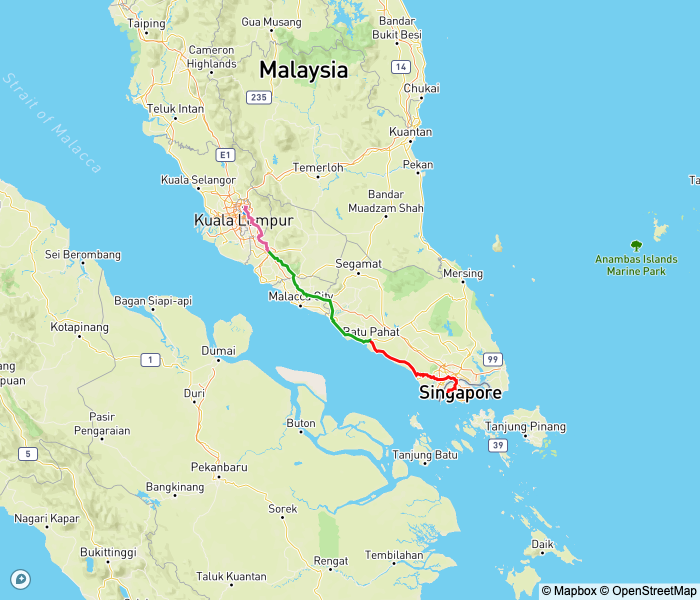 Taiping
Gua Musang
Bandar
Bukit Besi
Cameron
Highlands
Malaysia
14
Chukai
235
Teluk Intan
Kuantan
Strait of Malacca
E1
Temerloh
Pekan
Kuala Selangor
Bandar
Muadzam Shah
Ta
Kuala Lumpur
Sei Berombang
Segamat
Mersing
Anambas Islands
Marine Park
Bagan Siapi-api
Malacca City
Kotapinang
Batu Pahat
Dumai
1
99
puan
Duri
Singapore
Pasir
Pengaraian
Buton
Tanjung Pinang
39
5
Tanjung Batu
Pekanbaru
Bangkinang
Sorek
Nagari Kapar
Daik
Bukittinggi
Rengat
Tembilahan
Taluk Kuantan
© Mapbox © OpenStreetMap